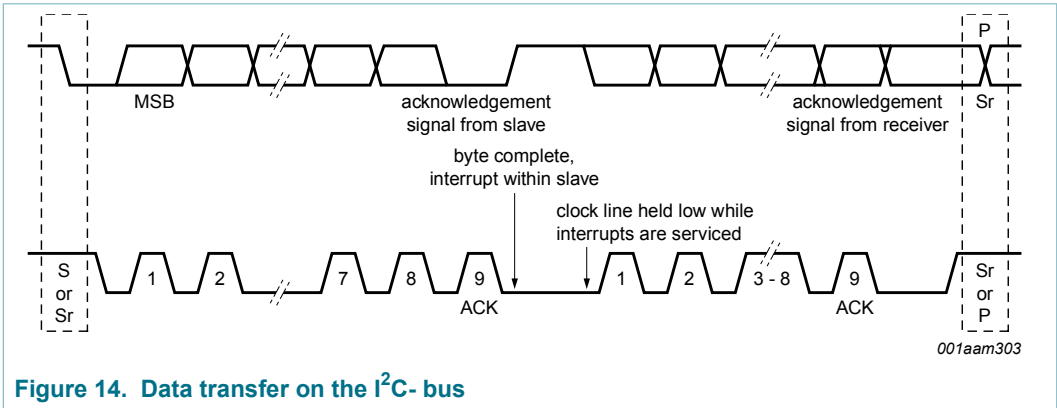 P
MSB
acknowledgement
signal from slave
acknowledgement
signal from receiver
Sr
byte complete,
interrupt within slave
clock line held low while
interrupts are serviced
S
or
Sr
1
2
7
8
9
ACK
1
2
3 - 8
9
ACK
Sr
or
P
001aam303
Figure 14. Data transfer on the I²C- bus